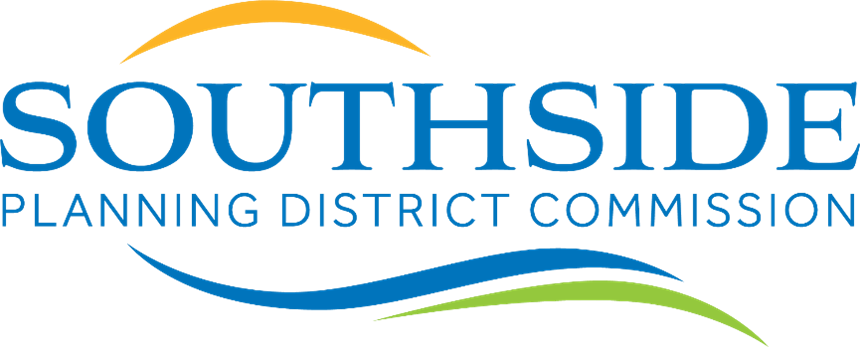 SOUTHSIDE
PLANNING DISTRICT COMMISSION